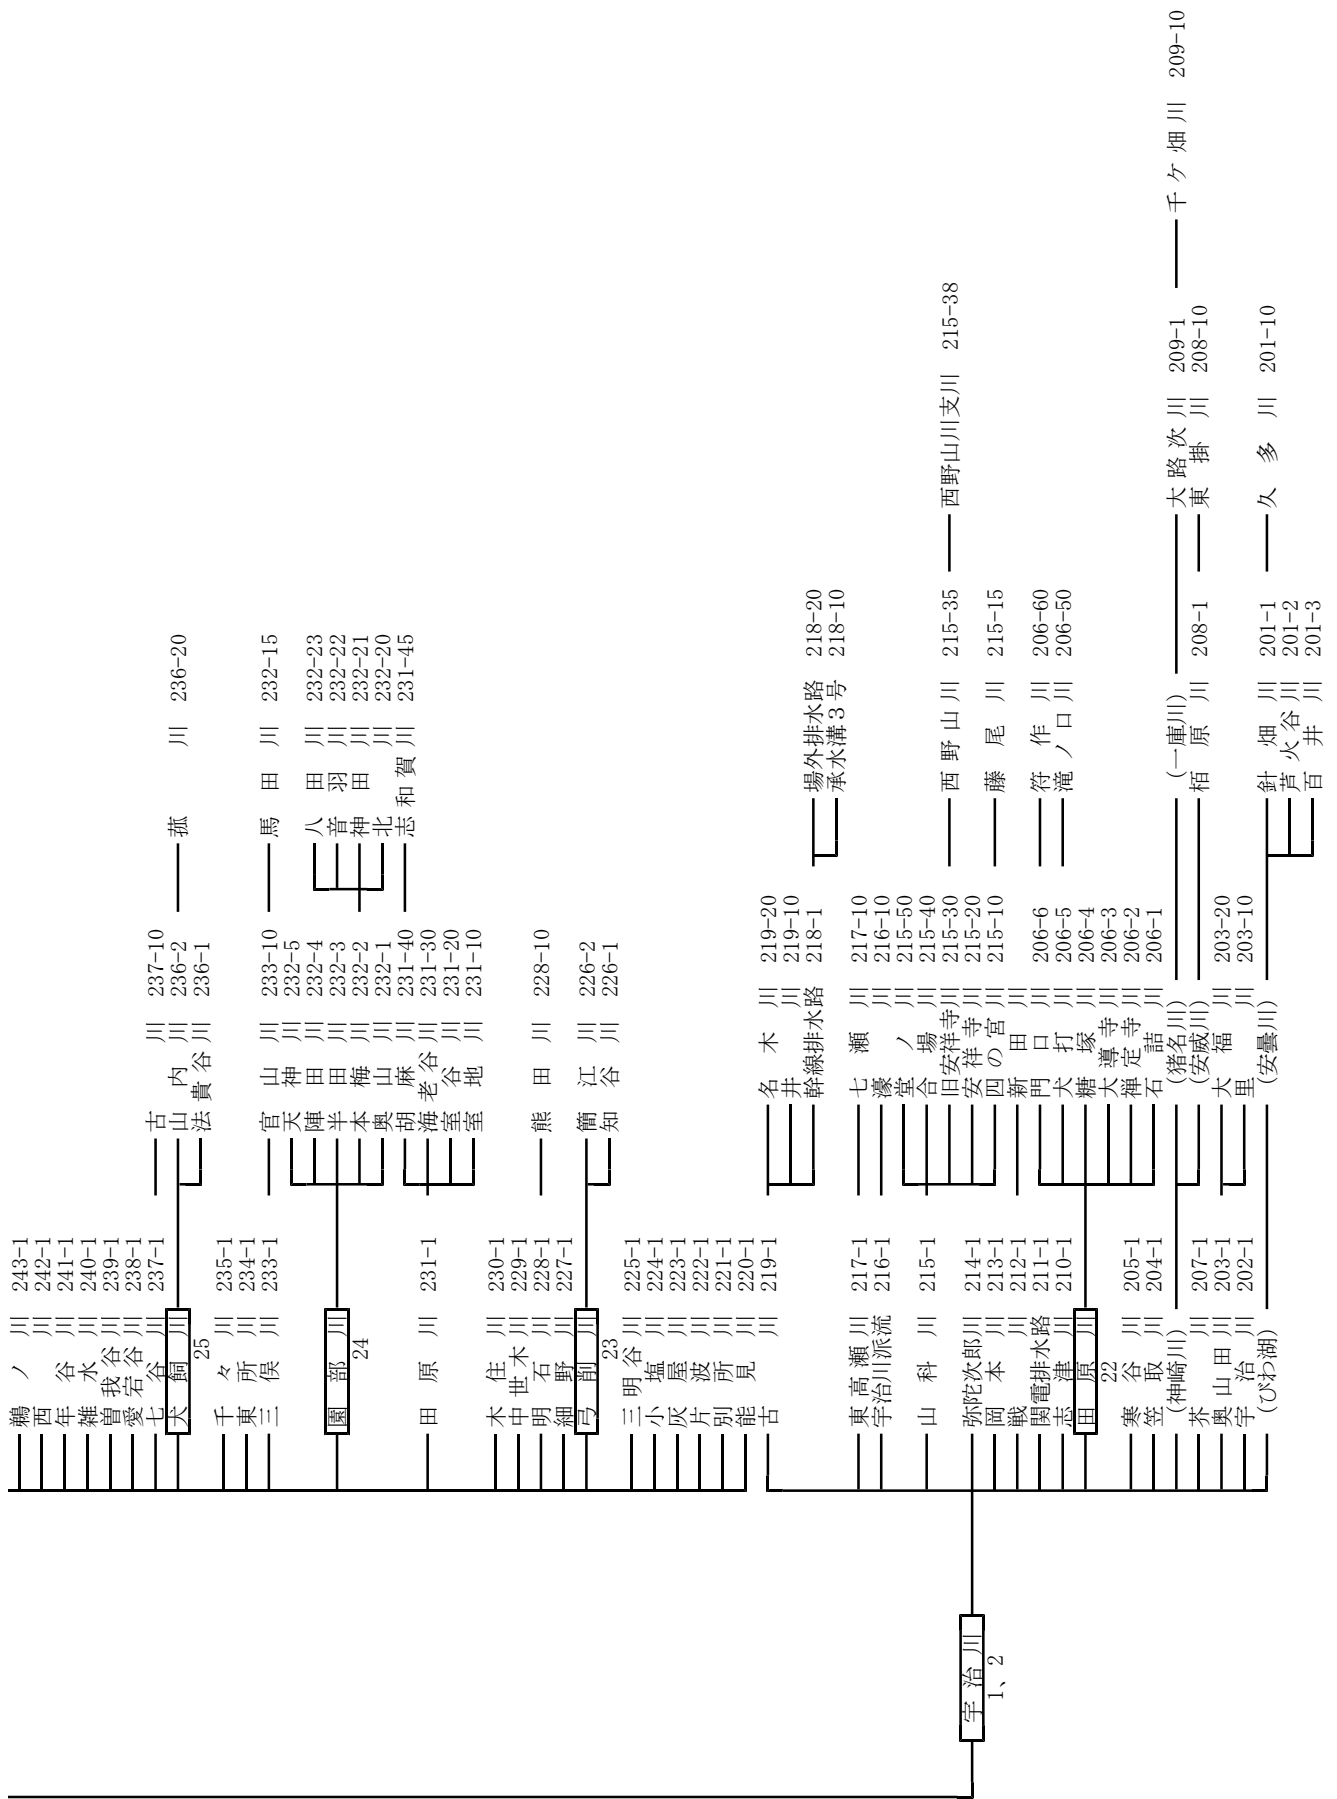 鵜ノ川 243-1
西川 242-1
年谷川 241-1
雑水川 240-1
曽我谷川 239-1
愛宕谷川 238-1
七谷川 237-1
古川 237-10
犬飼川
25
山内川 236-2
菰川 236-20
法貴谷川 236-1
千々川 235-1
東所川 234-1
三俣川 233-1
官山川 233-10
馬田川 232-15
園部川
24
天神川 232-5
陣田川 232-4
八田川 232-23
半田川 232-3
音羽川 232-22
本梅川 232-2
神田川 232-21
奥山川 232-1
北川 232-20
田原川 231-1
胡麻川 231-40
志和賀川 231-45
海老谷川 231-30
室谷川 231-20
室地川 231-10
木住川 230-1
中世木川 229-1
明石川 228-1
熊田川 228-10
細野川 227-1
弓削川
23
簡江川 226-2
知谷川 226-1
三明谷川 225-1
小塩川 224-1
灰屋川 223-1
片波川 222-1
別所川 221-1
能見川 220-1
古川 219-1
名木川 219-20
井川 219-10
幹線排水路 218-1
場外排水路 218-20
承水溝3号 218-10
東高瀬川 217-1
七瀬川 217-10
宇治川派流 216-1
濠川 216-10
山科川 215-1
堂ノ川 215-50
合場川 215-40
旧安祥寺川 215-30
西野山川 215-35
西野山川支川 215-38
安祥寺川 215-20
四の宮川 215-10
藤尾川 215-15
宇治川
1、2
弥陀次郎川 214-1
岡本川 213-1
戦川 212-1
新田川
関電排水路 211-1
志津川 210-1
田原川
22
門口川 206-6
符作川 206-60
犬打川 206-5
滝ノ口川 206-50
糠塚川 206-4
大導寺川 206-3
禅定寺川 206-2
石詰川 206-1
寒谷川 205-1
笠取川 204-1
(神崎川)
(猪名川)
(一庫川)
大路次川 209-1
千ケ畑川 209-10
(安威川)
栢原川 208-1
東掛川 208-10
芥川 207-1
奥山田川 203-1
大福川 203-20
宇治川 202-1
里川 203-10
(びわ湖)
(安曇川)
針畑川 201-1
久多川 201-10
芦火谷川 201-2
百井川 201-3